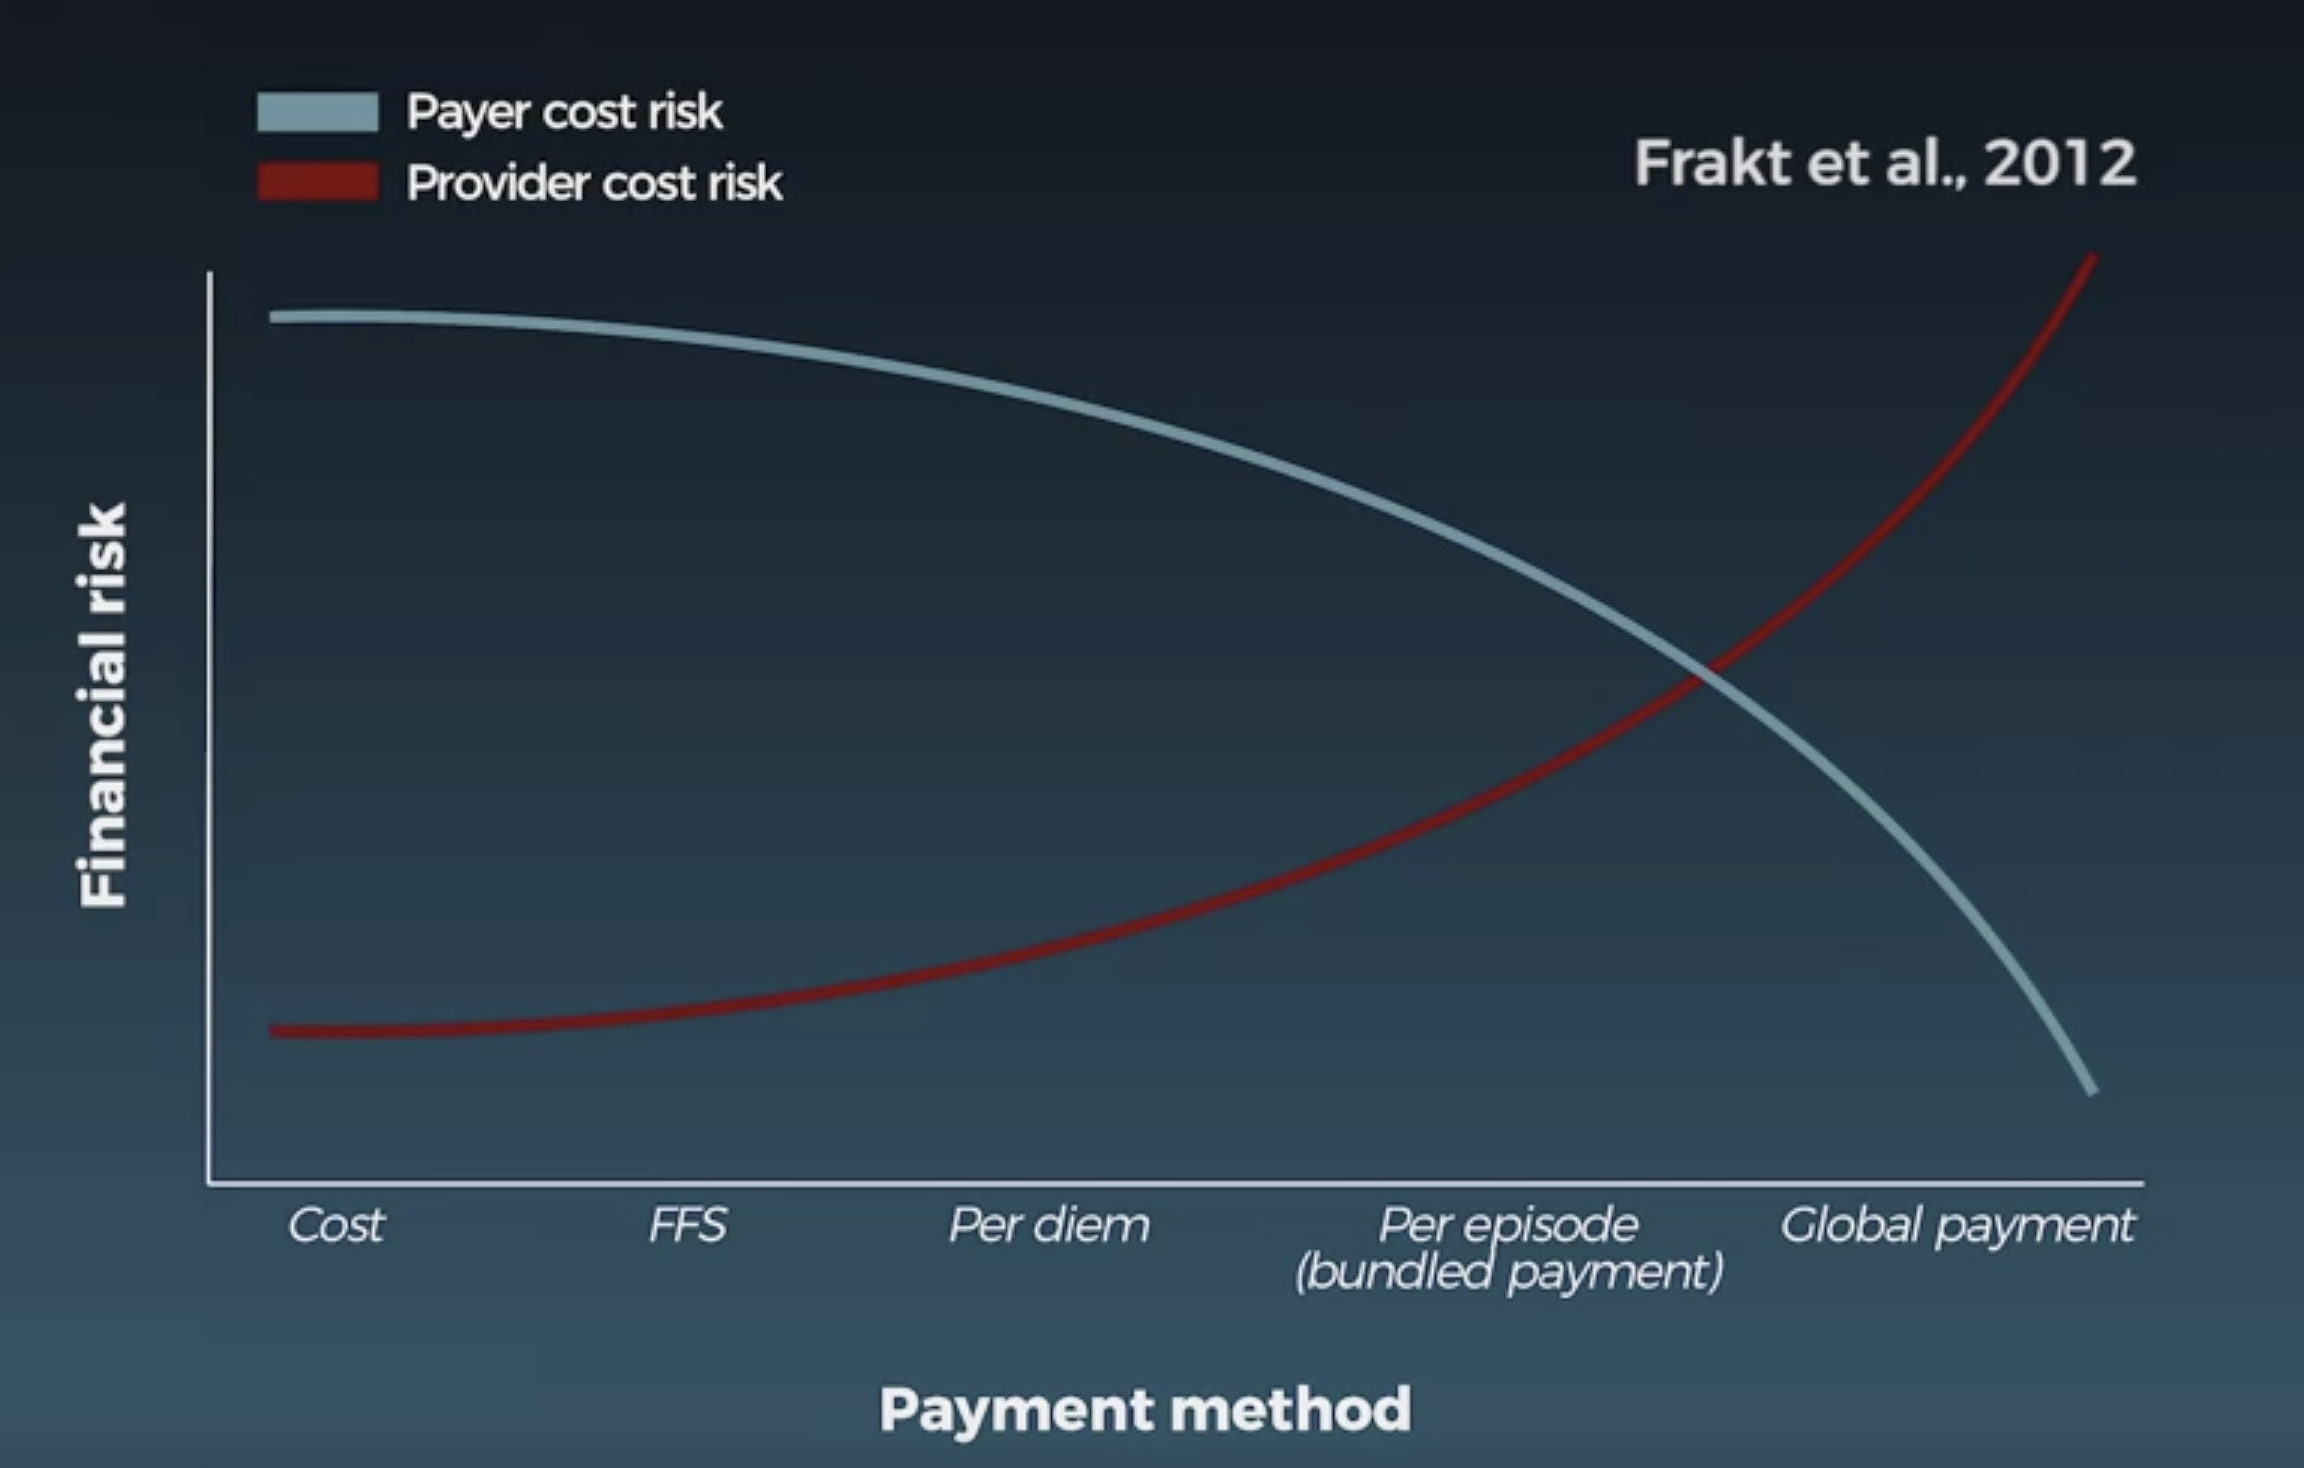 Payer cost risk
Provider cost risk
Frakt et al., 2012
Financial risk
Cost
FFS
Per diem
Per episode
(bundled payment)
Global payment
Payment method